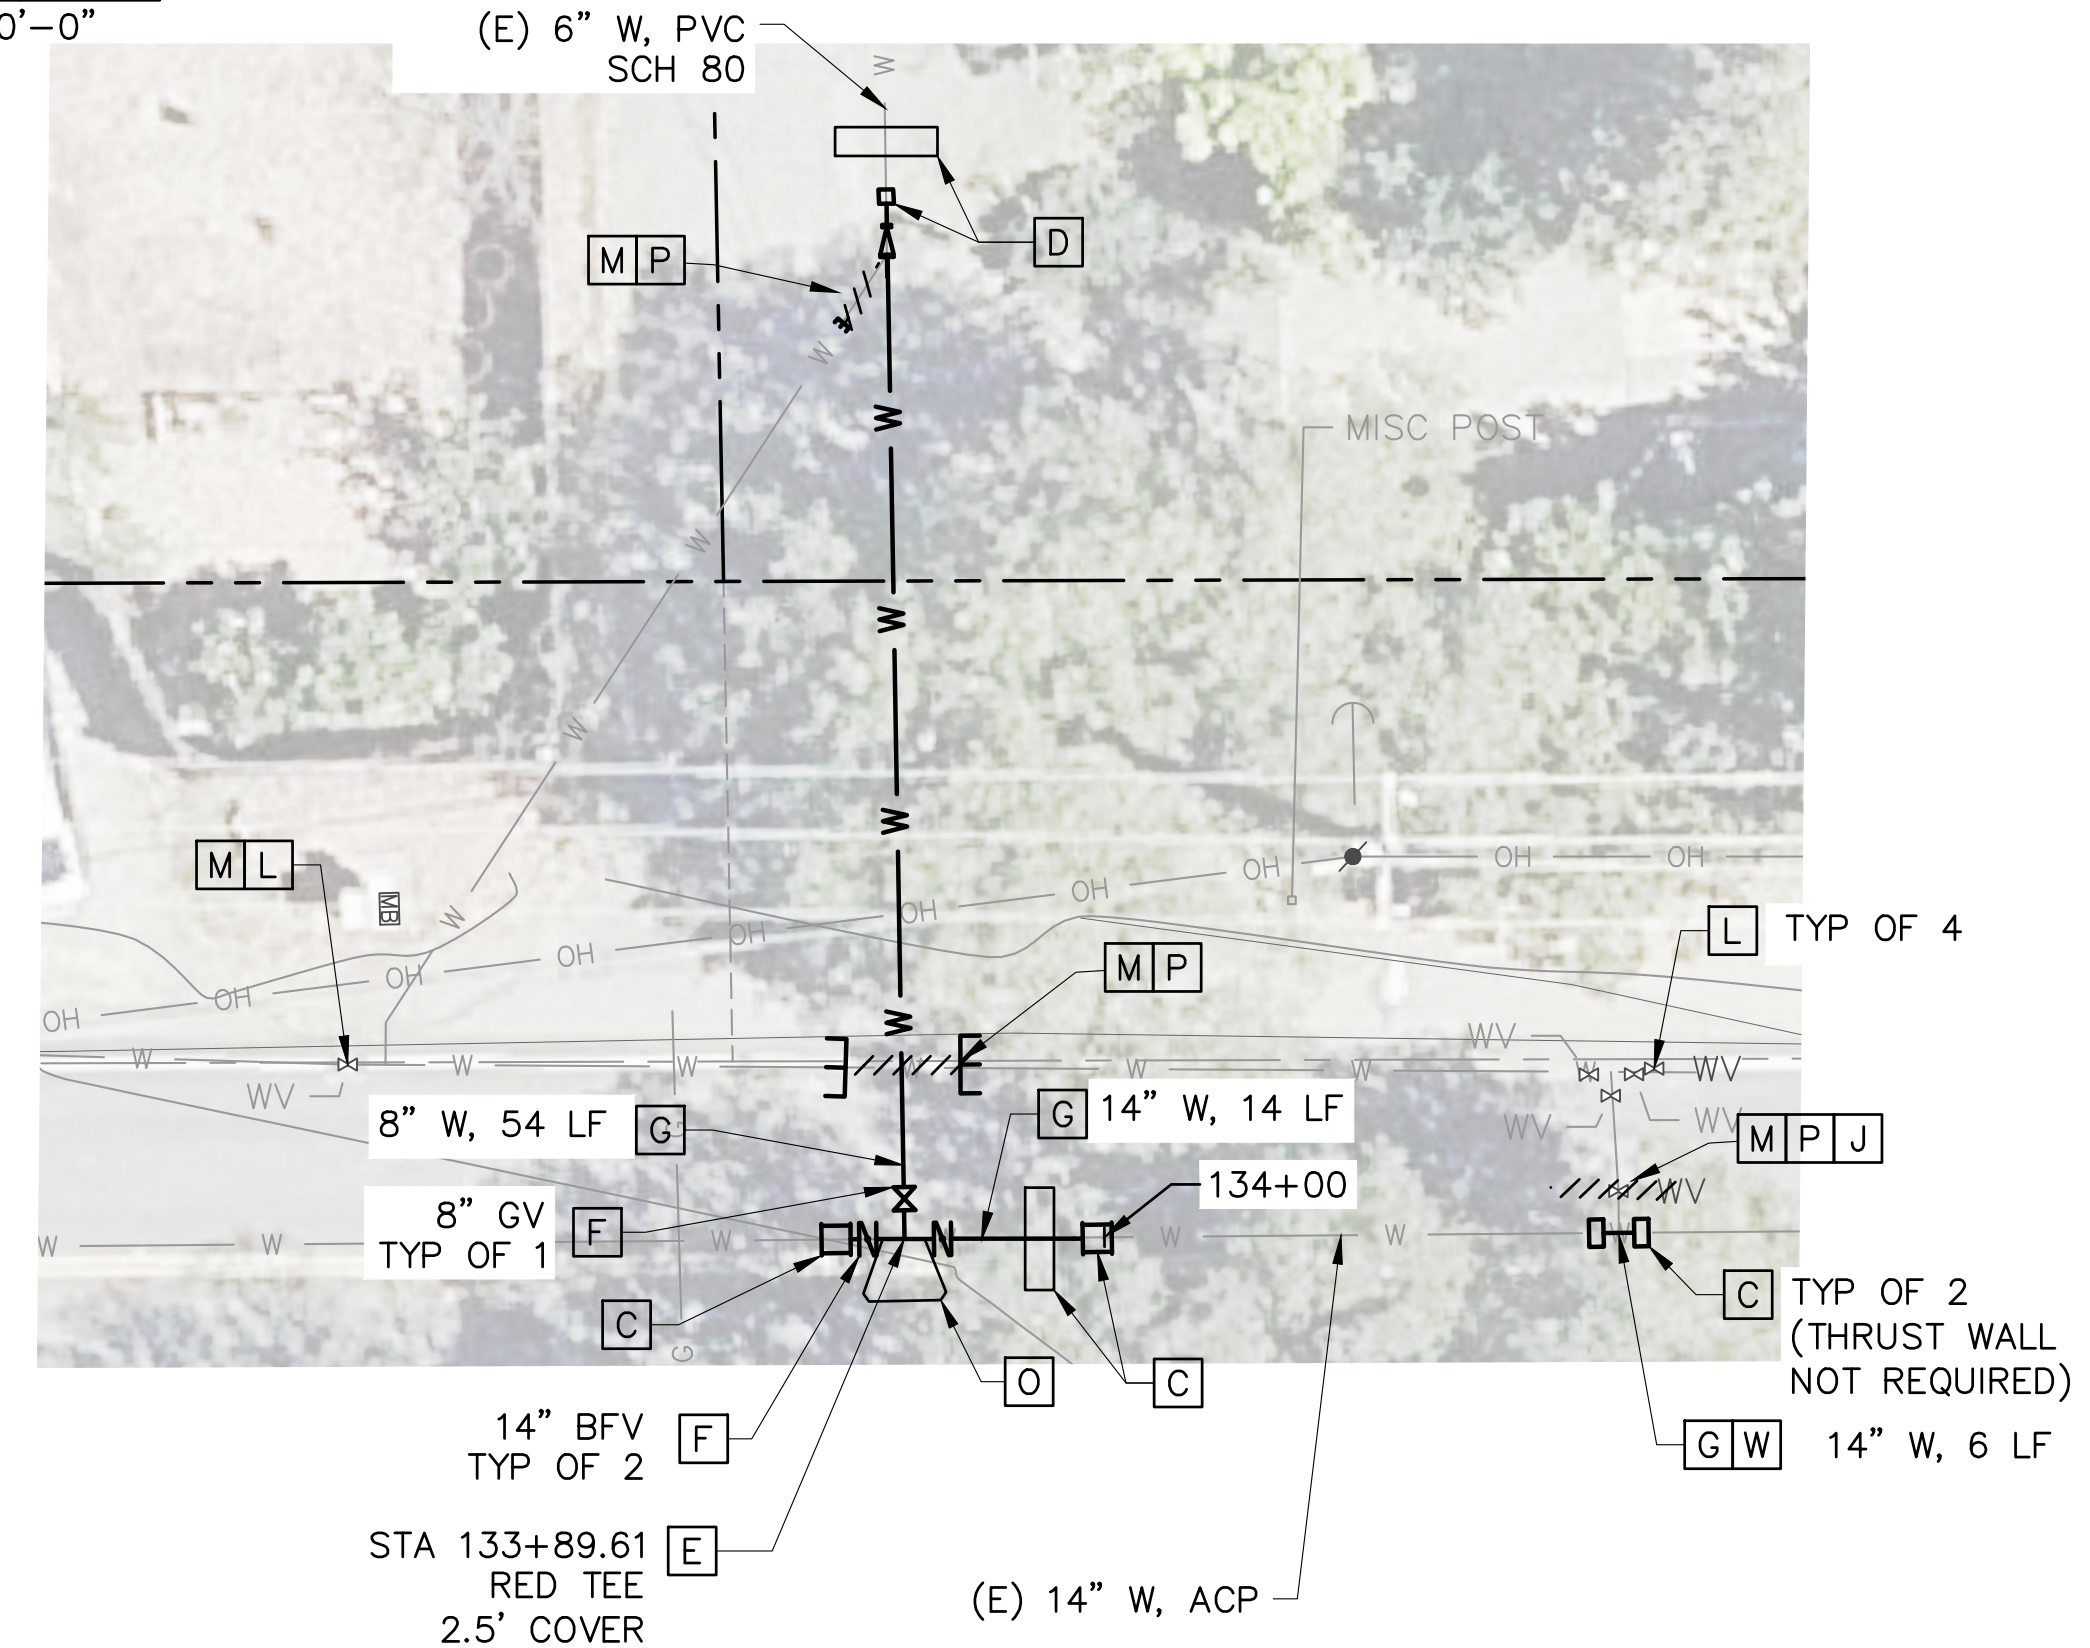 0'-0"
(E) 6" W, PVC
SCH 80
W
D
M P
W
W
MISC POST
W
W
W
W
M L
MB
W
W
OH OH OH
OH
OH
OH
OH
OH
OH
OH
L TYP OF 4
M P
W
WV
W W W W W W W WV
WV
WV WV
8" W, 54 LF G
G 14" W, 14 LF
M P J
WV
134+00
8" GV
TYP OF 1
F
W W W W W W
C
G
O
C
C TYP OF 2
(THRUST WALL
NOT REQUIRED)
14" BFV
TYP OF 2
F
G W 14" W, 6 LF
STA 133+89.61
RED TEE
2.5' COVER
E
(E) 14" W, ACP